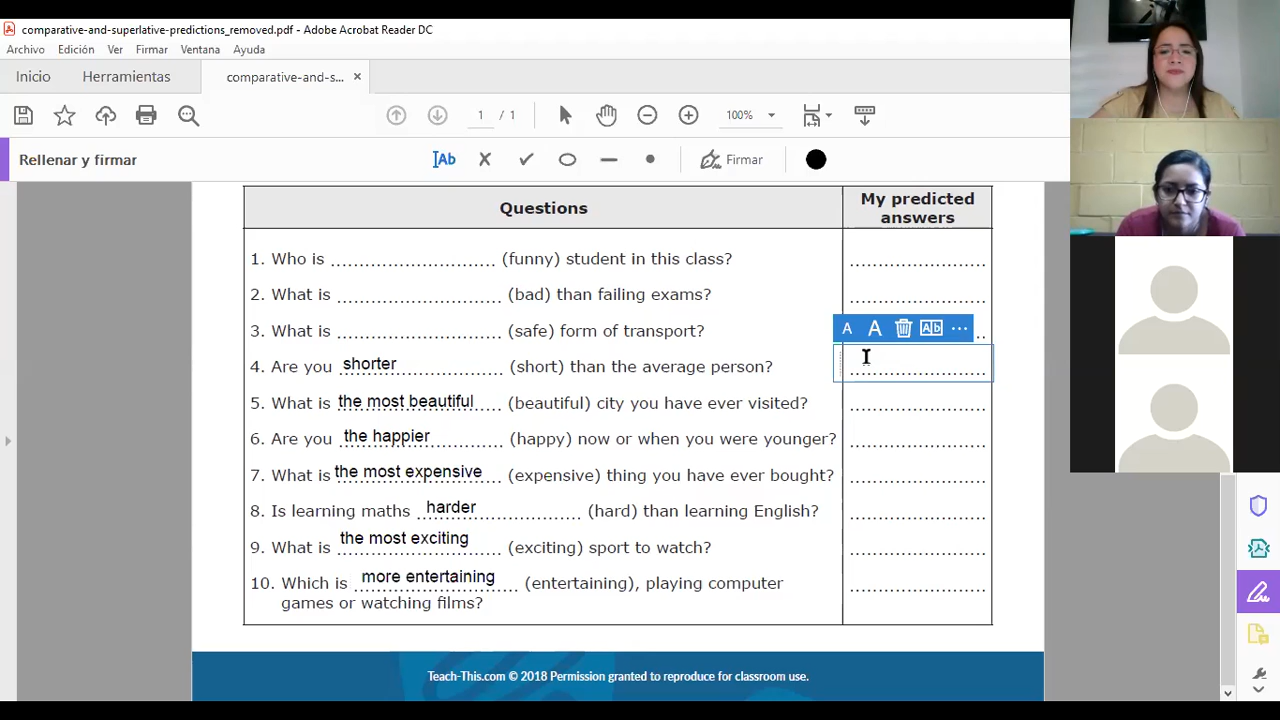 comparative-and-superlative-predictions_removed.pdf - Adobe Acrobat Reader DC
Archivo Edición Ver Firmar Ventana Ayuda
Inicio Herramientas comparative-and-s... ×
1 / 1 100%
Rellenar y firmar Ab Firmar
Questions My predicted answers
1. Who is ............................. (funny) student in this class? ........................
2. What is ............................. (bad) than failing exams? ........................
3. What is ............................. (safe) form of transport? ..
A A Ab ...
4. Are you shorter (short) than the average person? ........................
5. What is the most beautiful (beautiful) city you have ever visited? ........................
6. Are you the happier (happy) now or when you were younger? ........................
7. What is the most expensive (expensive) thing you have ever bought? ........................
8. Is learning maths harder (hard) than learning English? ........................
9. What is the most exciting (exciting) sport to watch? ........................
10. Which is more entertaining (entertaining), playing computer ........................
games or watching films?
Teach-This.com © 2018 Permission granted to reproduce for classroom use.